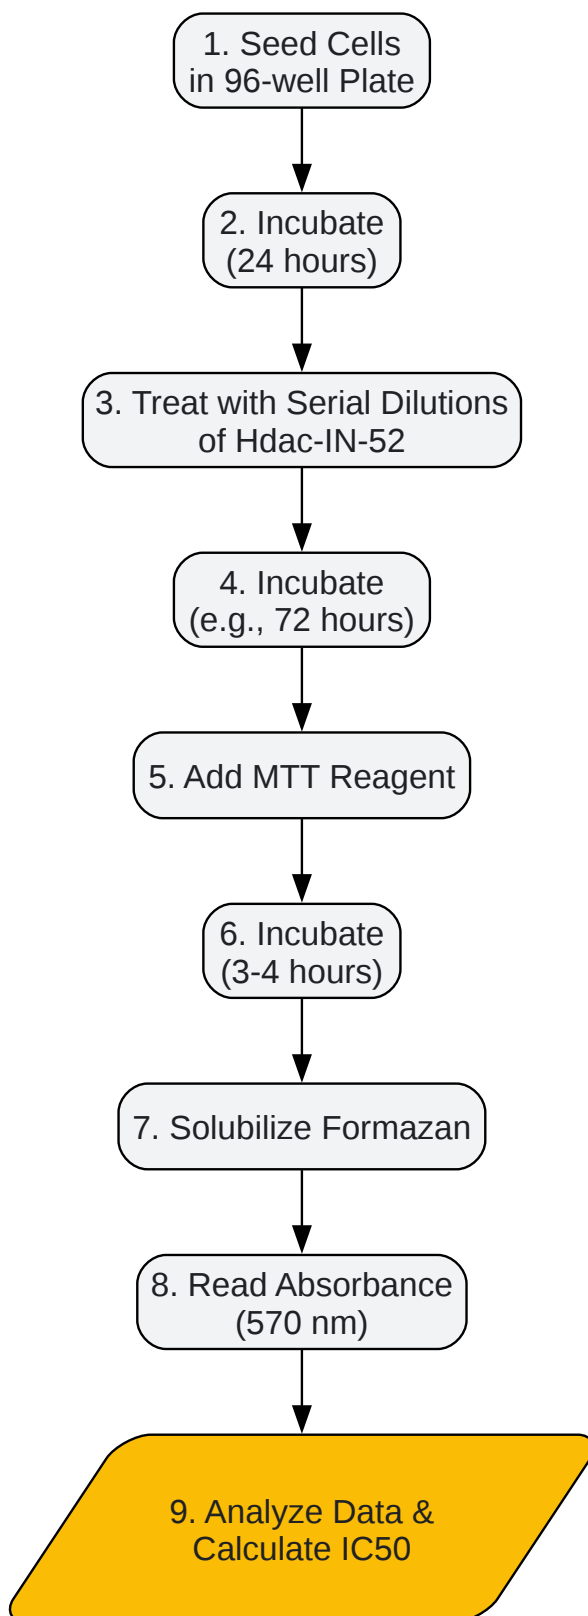 1. Seed Cells
in 96-well Plate
2. Incubate
(24 hours)
3. Treat with Serial Dilutions
of Hdac-IN-52
4. Incubate
(e.g., 72 hours)
5. Add MTT Reagent
6. Incubate
(3-4 hours)
7. Solubilize Formazan
8. Read Absorbance
(570 nm)
9. Analyze Data &
Calculate IC50